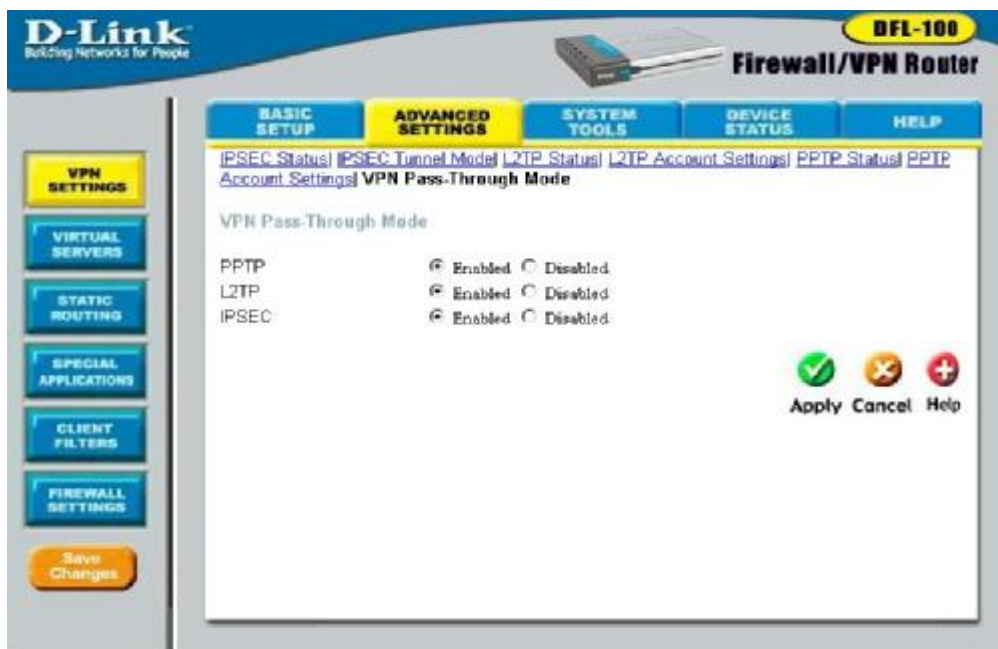 D-Link
Building Networks for People
DFL-100
Firewall/VPN Router
BASIC
SETUP
ADVANCED
SETTINGS
SYSTEM
TOOLS
DEVICE
STATUS
HELP
VPN
SETTINGS
VIRTUAL
SERVERS
STATIC
ROUTING
SPECIAL
APPLICATIONS
CLIENT
FILTERS
FIREWALL
SETTINGS
Save
Changes
IPSEC Status| IPSEC Tunnel Mode| L2TP Status| L2TP Account Settings| PPTP Status| PPTP
Account Settings| VPN Pass-Through Mode
VPN Pass-Through Mode
PPTP Enabled Disabled
L2TP Enabled Disabled
IPSEC Enabled Disabled
Apply Cancel Help